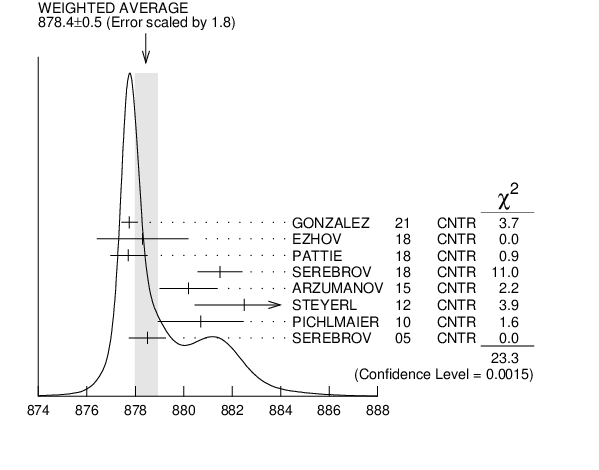 WEIGHTED AVERAGE
878.4±0.5 (Error scaled by 1.8)
χ2
GONZALEZ 21 CNTR 3.7
EZHOV 18 CNTR 0.0
PATTIE 18 CNTR 0.9
SEREBROV 18 CNTR 11.0
ARZUMANOV 15 CNTR 2.2
STEYERL 12 CNTR 3.9
PICHLMAIER 10 CNTR 1.6
SEREBROV 05 CNTR 0.0
23.3
(Confidence Level = 0.0015)
874 876 878 880 882 884 886 888